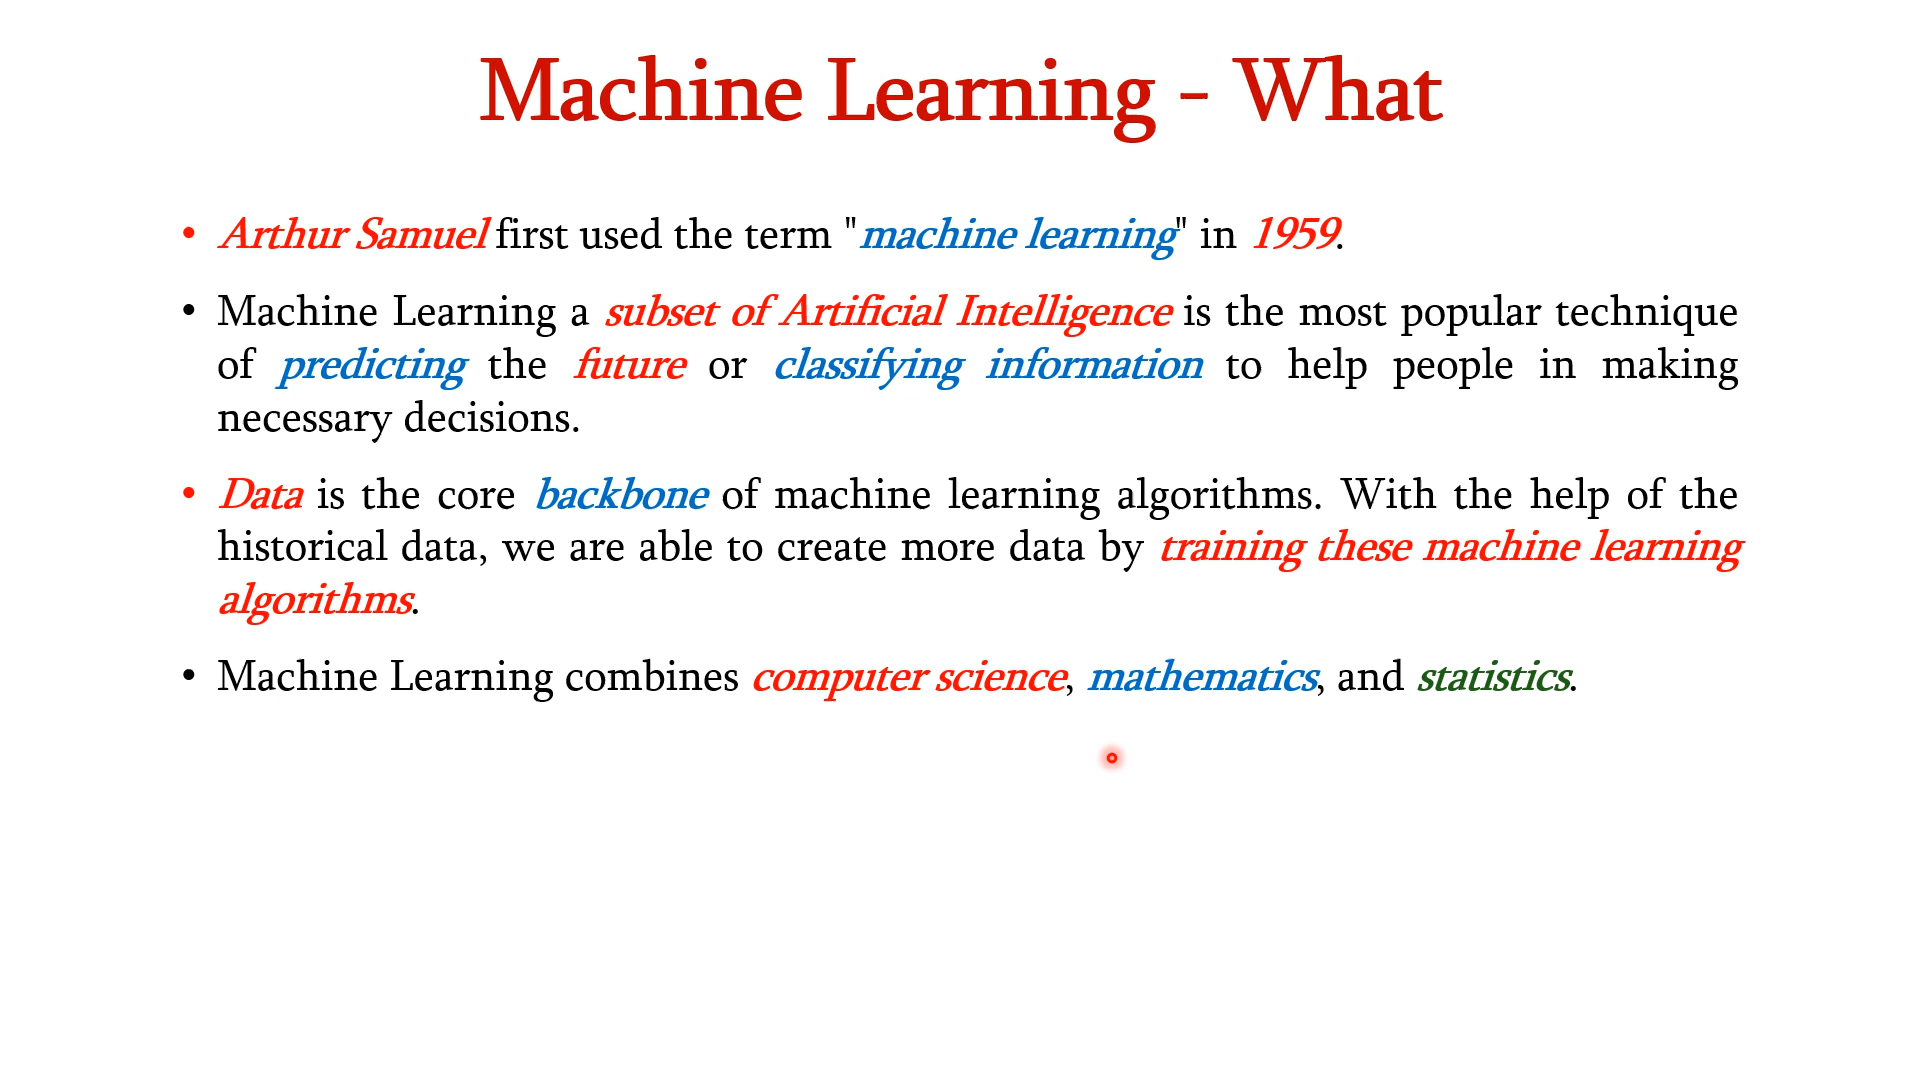 Machine Learning - What
• Arthur Samuel first used the term "machine learning" in 1959.
• Machine Learning a subset of Artificial Intelligence is the most popular technique
of predicting the future or classifying information to help people in making
necessary decisions.
• Data is the core backbone of machine learning algorithms. With the help of the
historical data, we are able to create more data by training these machine learning
algorithms.
• Machine Learning combines computer science, mathematics, and statistics.